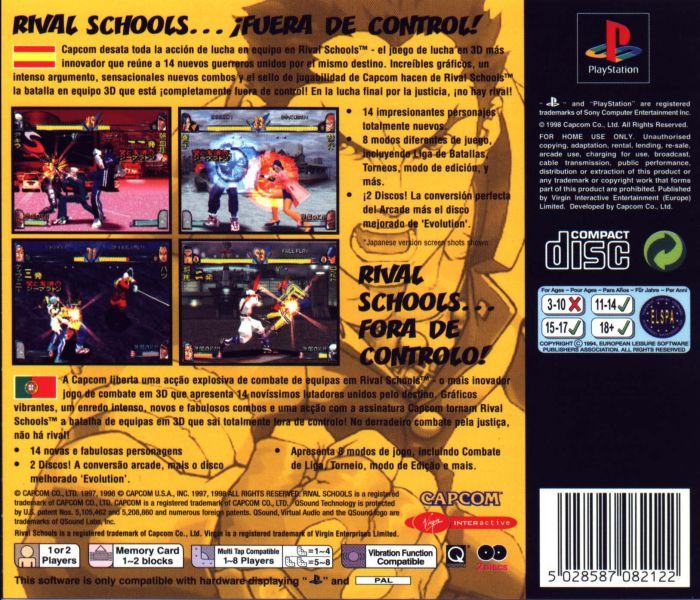 RIVAL SCHOOLS... ¡FUERA DE CONTROL!
Capcom desata toda la acción de lucha en equipo en Rival Schools™ - el juego de lucha en 3D más
innovador que reúne a 14 nuevos guerreros unidos por el mismo destino. Increíbles gráficos, un
intenso argumento, sensacionales nuevos combos y el sello de jugabilidad de Capcom hacen de Rival Schools™
la batalla en equipo 3D que está ¡completamente fuera de control! En la lucha final por la justicia, ¡no hay rival!
• 14 impresionantes personajes
totalmente nuevos.
• 8 modos diferentes de juego,
incluyendo Liga de Batallas,
Torneos, modo de edición, y
más.
• ¡2 Discos! La conversión perfecta
del Arcade más el disco
mejorado de 'Evolution'.
*Japanese version screen shots shown
RIVAL
SCHOOLS...
FORA DE
CONTROLO!
A Capcom liberta uma acção explosiva de combate de equipas em Rival Schools™ - o mais inovador
jogo de combate em 3D que apresenta 14 novíssimos lutadores unidos pelo destino. Gráficos
vibrantes, um enredo intenso, novos e fabulosos combos e uma acção com a assinatura Capcom tornam Rival
Schools™ a batalha de equipas em 3D que sai totalmente fora de controlo! No derradeiro combate pela justiça,
não há rival!
• 14 novas e fabulosas personagens
• 2 Discos! A conversão arcade, mais o disco
melhorado 'Evolution'.
• Apresenta 8 modos de jogo, incluindo Combate
de Liga, Torneio, modo de Edição e mais.
© CAPCOM CO., LTD. 1997, 1998 © CAPCOM U.S.A., INC. 1997, 1998 ALL RIGHTS RESERVED. RIVAL SCHOOLS is a registered
trademark of CAPCOM CO., LTD. CAPCOM is a registered trademark of CAPCOM CO., LTD. QSound Technology is protected
by U.S. patent Nos. 5,105,462 and 5,208,860 and numerous foreign patents. QSound, Virtual Audio and the QSound logo are
trademarks of QSound Labs, Inc.
Rival Schools is a registered trademark of Capcom Co., Ltd. Virgin is a registered trademark of Virgin Enterprises Limited.
CAPCOM
Virgin INTERactive
1 or 2
Players
Memory Card
1~2 blocks
Multi Tap Compatible
1~8 Players
=1~4
=5~8
Vibration Function
Compatible
Q
2 Discs
This software is only compatible with hardware displaying " " and PAL
PlayStation
" " and "PlayStation" are registered
trademarks of Sony Computer Entertainment Inc.
© 1998 Capcom Co., Ltd. All Rights Reserved.
FOR HOME USE ONLY. Unauthorised
copying, adaptation, rental, lending, re-sale,
arcade use, charging for use, broadcast,
cable transmission, public performance,
distribution or extraction of this product or
any trademark or copyright work that forms
part of this product are prohibited. Published
by Virgin Interactive Entertainment (Europe)
Limited. Developed by Capcom Co., Ltd.
COMPACT
disc
For Ages - Pour Ages - Para Años - Für Jahre - Per Anni
3-10 11-14
15-17 18+
ELSPA
COPYRIGHT © 1994, EUROPEAN LEISURE SOFTWARE
PUBLISHERS ASSOCIATION. ALL RIGHTS RESERVED
5 028587 082122